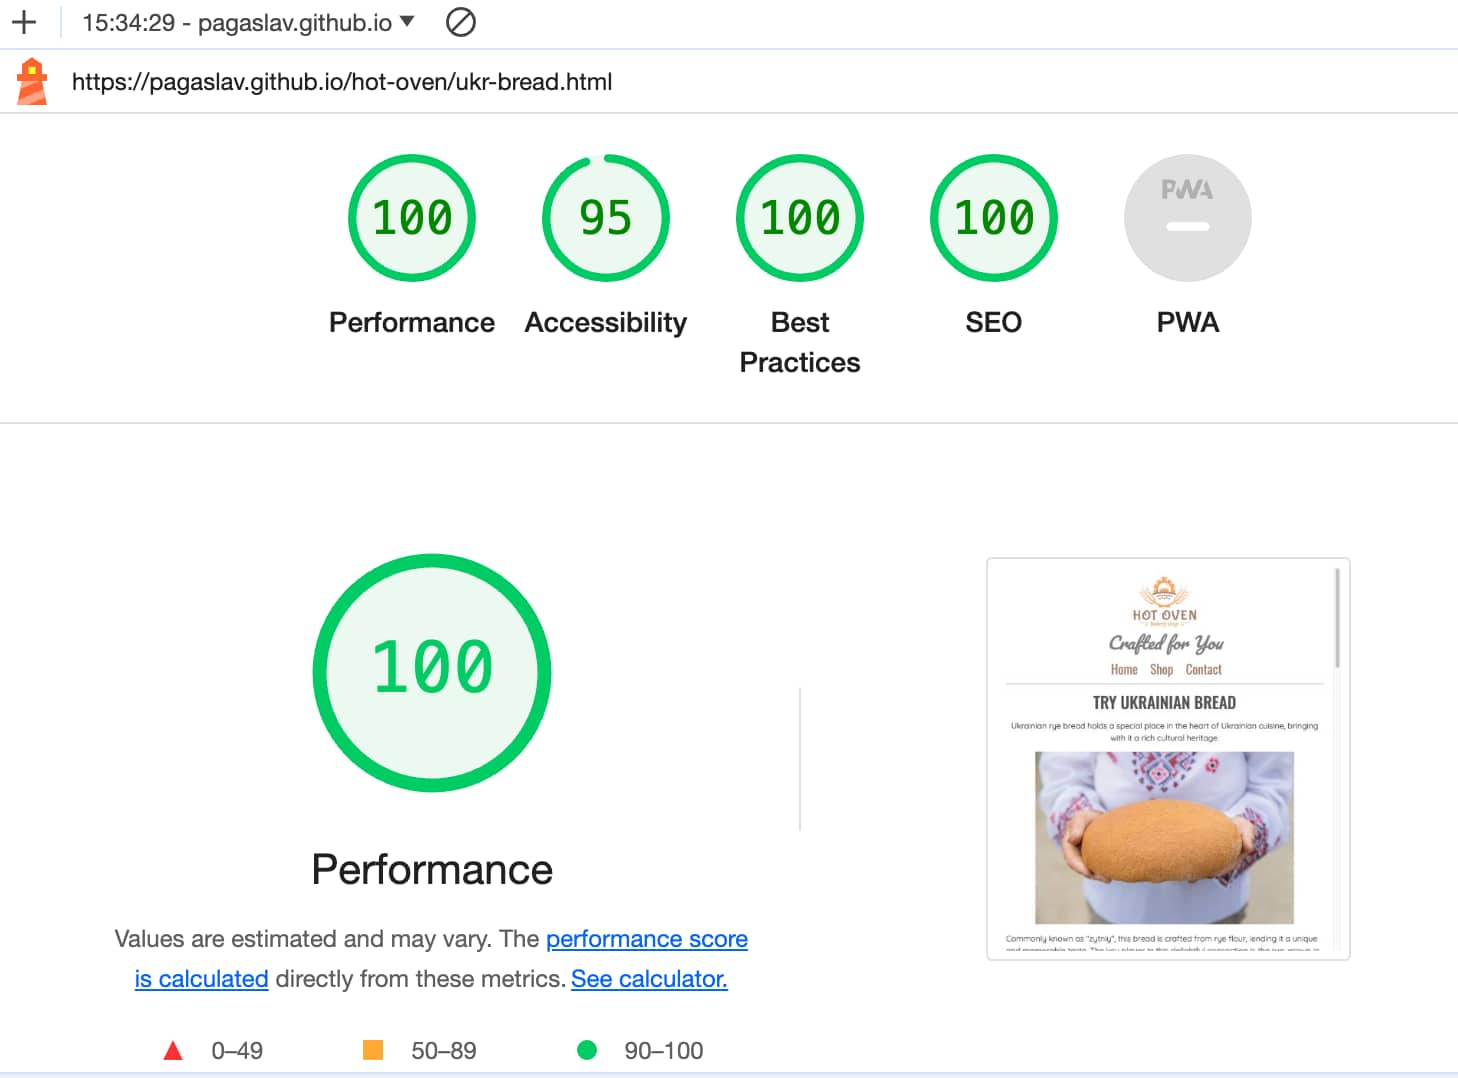 15:34:29 - pagaslav.github.io
https://pagaslav.github.io/hot-oven/ukr-bread.html
100
95
100
100
PWA
Performance
Accessibility
Best
Practices
SEO
PWA
100
Performance
Values are estimated and may vary. The performance score
is calculated directly from these metrics. See calculator.
0–49
50–89
90–100
HOT OVEN
bakery shop
Crafted for You
Home Shop Contact
TRY UKRAINIAN BREAD
Ukrainian rye bread holds a special place in the heart of Ukrainian cuisine, bringing
with it a rich cultural heritage.
Commonly known as "zytniy", this bread is crafted from rye flour, lending it a unique